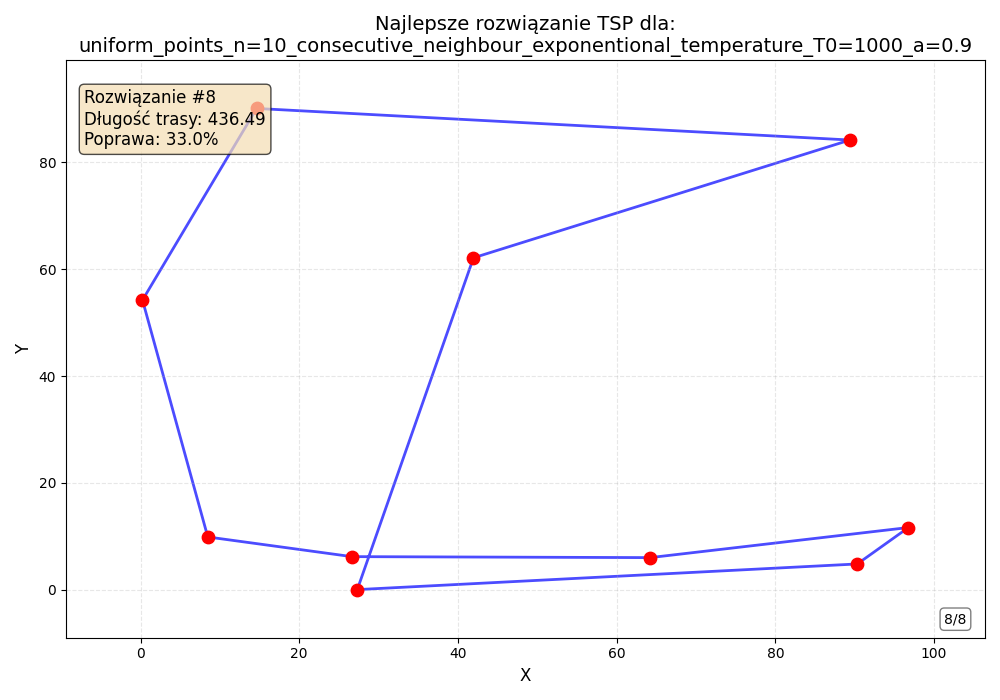 Najlepsze rozwiązanie TSP dla:
uniform_points_n=10_consecutive_neighbour_exponentional_temperature_T0=1000_a=0.9
Rozwiązanie #8
Długość trasy: 436.49
Poprawa: 33.0%
80
60
40
20
0
Y
8/8
0
20
40
60
80
100
X